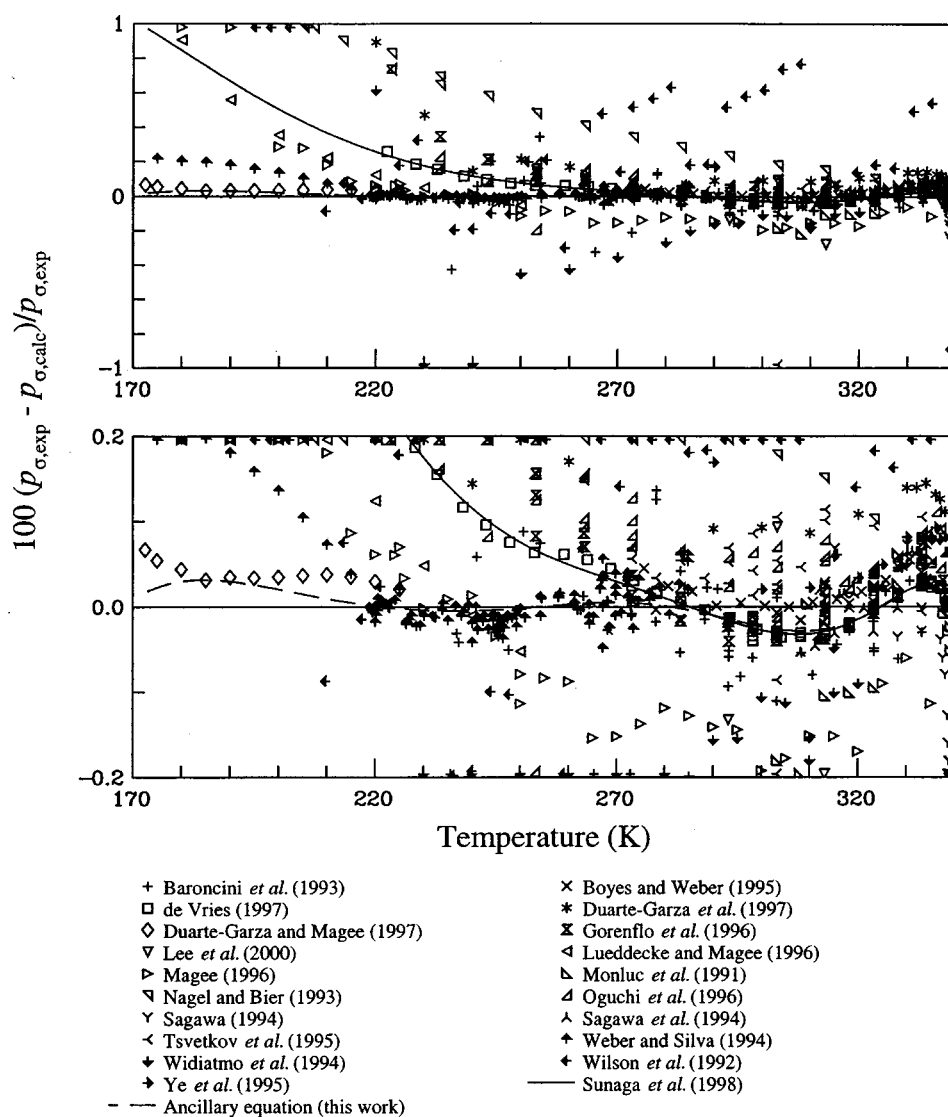 1
0
-1
170
220
270
320
0.2
0.0
-0.2
170
220
270
320
100 (pσ,exp - pσ,calc)/pσ,exp
Temperature (K)
Baroncini et al. (1993)
de Vries (1997)
Duarte-Garza and Magee (1997)
Lee et al. (2000)
Magee (1996)
Nagel and Bier (1993)
Sagawa (1994)
Tsvetkov et al. (1995)
Widiatmo et al. (1994)
Ye et al. (1995)
Ancillary equation (this work)
Boyes and Weber (1995)
Duarte-Garza et al. (1997)
Gorenflo et al. (1996)
Lueddecke and Magee (1996)
Monluc et al. (1991)
Oguchi et al. (1996)
Sagawa et al. (1994)
Weber and Silva (1994)
Wilson et al. (1992)
Sunaga et al. (1998)